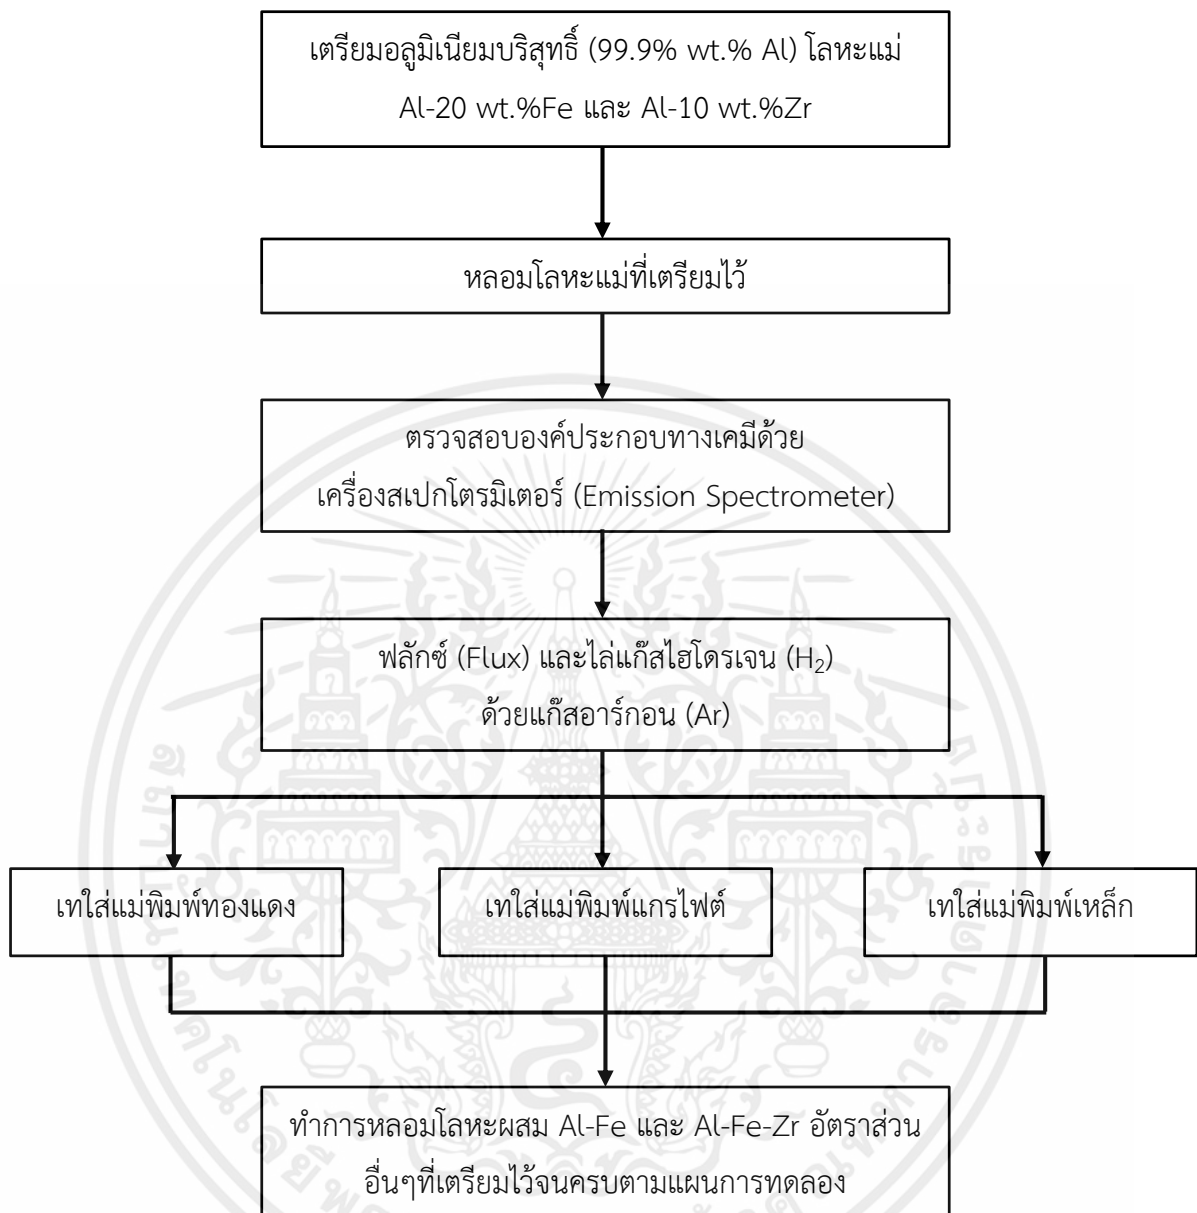 เตรียมอลูมิเนียมบริสุทธิ์ (99.9% wt.% Al) โลหะแม่
Al-20 wt.%Fe และ Al-10 wt.%Zr
หลอมโลหะแม่ที่เตรียมไว้
ตรวจสอบองค์ประกอบทางเคมีด้วย
เครื่องสเปกโตรมิเตอร์ (Emission Spectrometer)
ฟลักซ์ (Flux) และไล่แก๊สไฮโดรเจน (H₂)
ด้วยแก๊สอาร์กอน (Ar)
เทใส่แม่พิมพ์ทองแดง
เทใส่แม่พิมพ์แกรไฟต์
เทใส่แม่พิมพ์เหล็ก
ทำการหลอมโลหะผสม Al-Fe และ Al-Fe-Zr อัตราส่วน
อื่นๆที่เตรียมไว้จนครบตามแผนการทดลอง